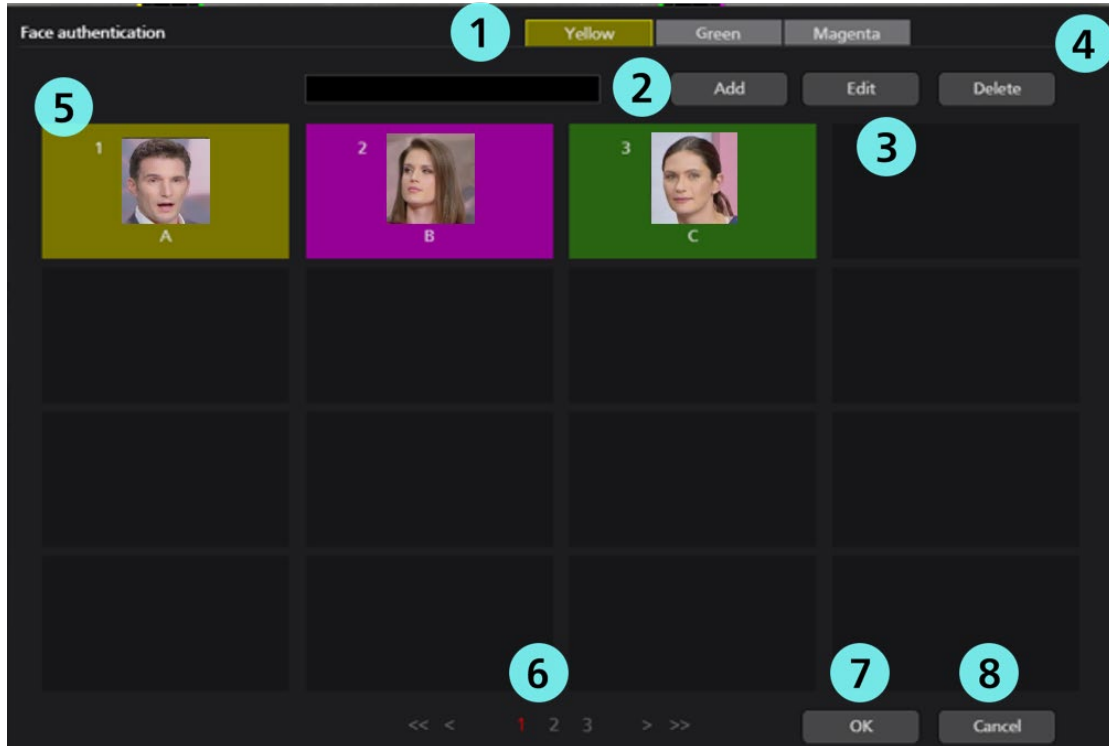 Face authentication
1
Yellow Green Magenta
4
2
Add Edit Delete
5
3
1 2 3
A B C
6
7
8
<< < 1 2 3 > >>
OK Cancel